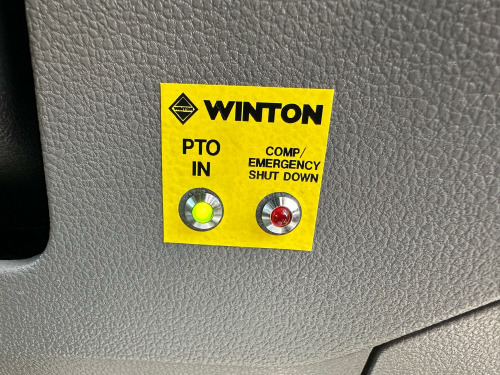 WINTON
WINTON
PTO
IN
COMP/
EMERGENCY
SHUT DOWN